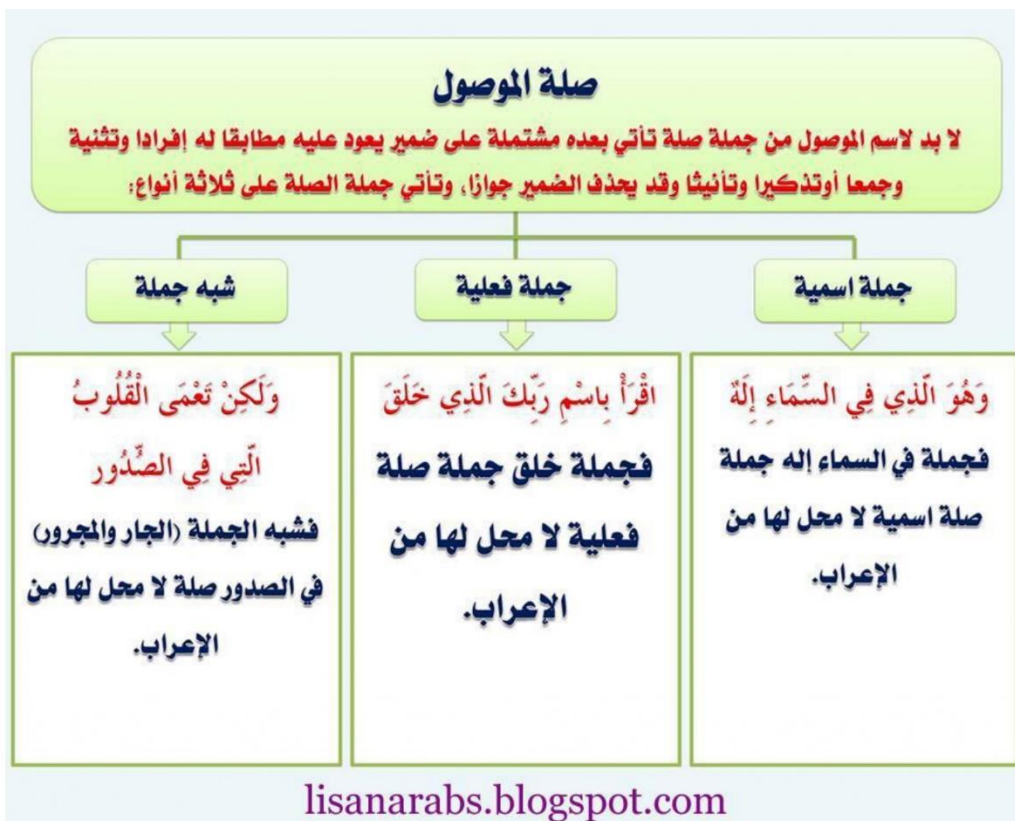 صلة الموصول
لا بد لاسم الموصول من جملة صلة تأتي بعده مشتملة على ضمير يعود عليه مطابقا له إفرادا وتثنية
وجمعا أوتذكيرا وتأنيثا وقد يحذف الضمير جوازا، وتأتي جملة الصلة على ثلاثة أنواع:
جملة اسمية
وَهُوَ الَّذِي فِي السَّمَاءِ إِلَهٌ
فجملة في السماء إله جملة
صلة اسمية لا محل لها من
الإعراب.
جملة فعلية
اقْرَأْ بِاسْمِ رَبِّكَ الَّذِي خَلَقَ
فجملة خلق جملة صلة
فعلية لا محل لها من
الإعراب.
شبه جملة
وَلَكِنْ تَعْمَى الْقُلُوبُ
الَّتِي فِي الصُّدُور
فشبه الجملة (الجار والمجرور)
في الصدور صلة لا محل لها من
الإعراب.
lisanarabs.blogspot.com